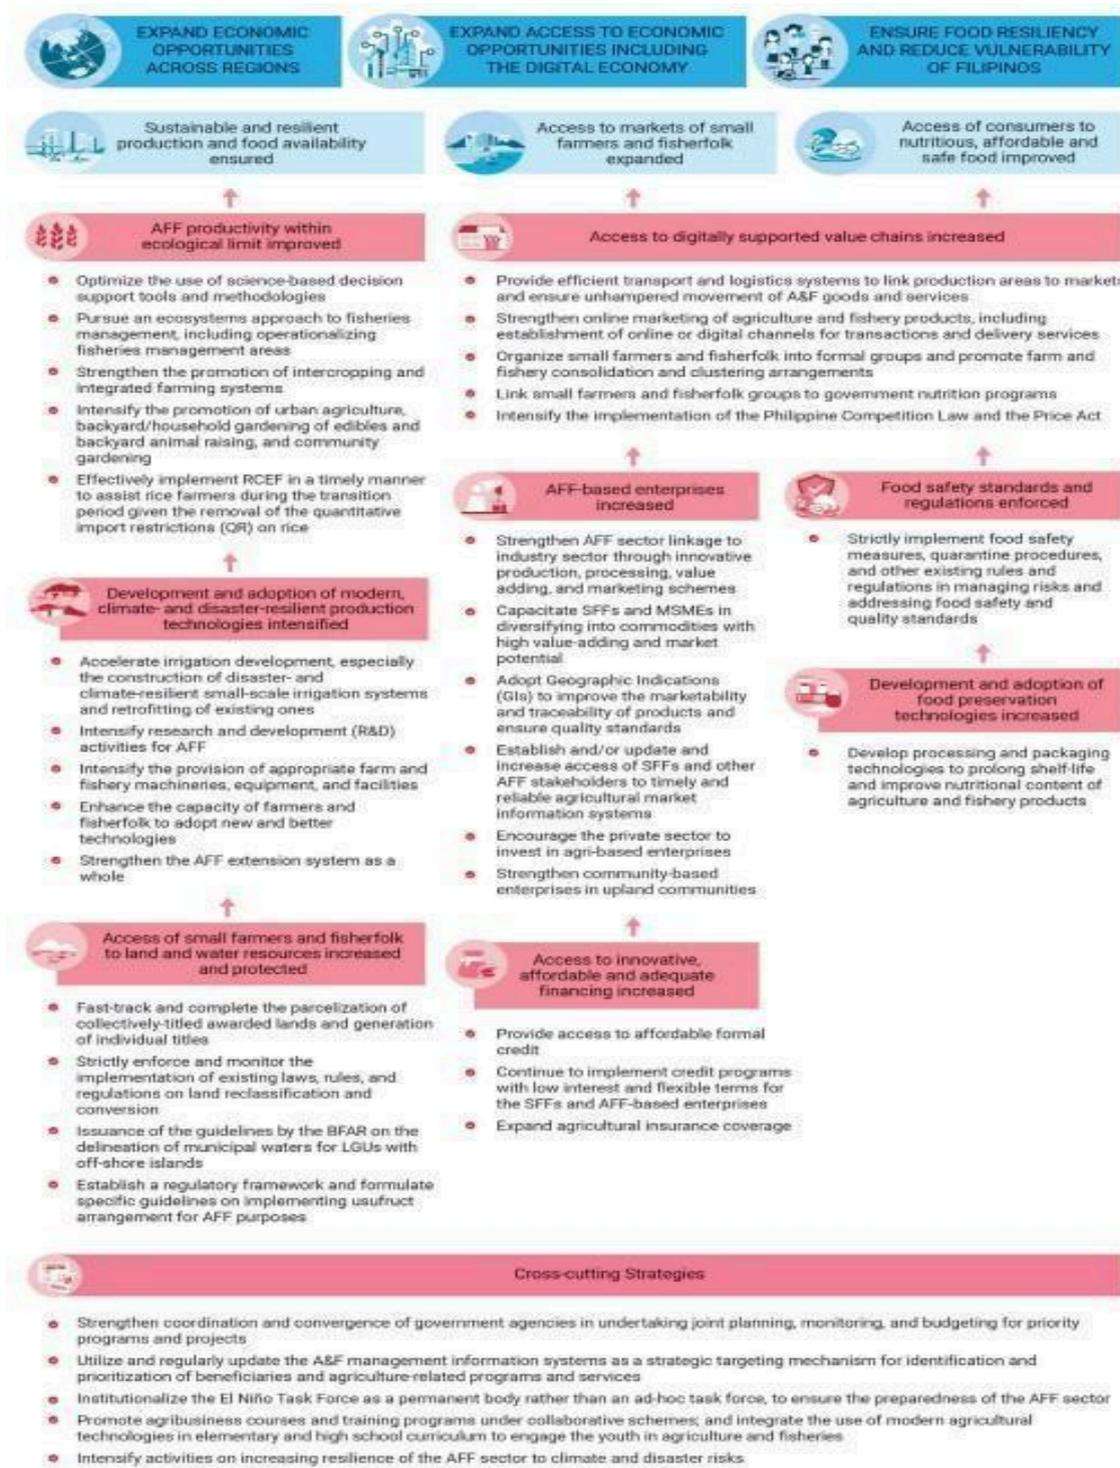 EXPAND ECONOMIC
OPPORTUNITIES
ACROSS REGIONS
EXPAND ACCESS TO ECONOMIC
OPPORTUNITIES INCLUDING
THE DIGITAL ECONOMY
ENSURE FOOD RESILIENCY
AND REDUCE VULNERABILITY
OF FILIPINOS
Sustainable and resilient
production and food availability
ensured
Access to markets of small
farmers and fisherfolk
expanded
Access of consumers to
nutritious, affordable and
safe food improved
AFF productivity within
ecological limit improved
Optimize the use of science-based decision
support tools and methodologies
Pursue an ecosystems approach to fisheries
management, including operationalizing
fisheries management areas
Strengthen the promotion of intercropping and
integrated farming systems
Intensify the promotion of urban agriculture,
backyard/household gardening of edibles and
backyard animal raising, and community
gardening
Effectively implement RCEF in a timely manner
to assist rice farmers during the transition
period given the removal of the quantitative
import restrictions (QR) on rice
Development and adoption of modern,
climate- and disaster-resilient production
technologies intensified
Accelerate irrigation development, especially
the construction of disaster- and
climate-resilient small-scale irrigation systems
and retrofitting of existing ones
Intensify research and development (R&D)
activities for AFF
Intensify the provision of appropriate farm and
fishery machineries, equipment, and facilities
Enhance the capacity of farmers and
fisherfolk to adopt new and better
technologies
Strengthen the AFF extension system as a
whole
Access of small farmers and fisherfolk
to land and water resources increased
and protected
Fast-track and complete the parcelization of
collectively-titled awarded lands and generation
of individual titles
Strictly enforce and monitor the
implementation of existing laws, rules, and
regulations on land reclassification and
conversion
Issuance of the guidelines by the BFAR on the
delineation of municipal waters for LGUs with
off-shore islands
Establish a regulatory framework and formulate
specific guidelines on implementing usufruct
arrangement for AFF purposes
Access to digitally supported value chains increased
Provide efficient transport and logistics systems to link production areas to markets
and ensure unhampered movement of A&F goods and services
Strengthen online marketing of agriculture and fishery products, including
establishment of online or digital channels for transactions and delivery services
Organize small farmers and fisherfolk into formal groups and promote farm and
fishery consolidation and clustering arrangements
Link small farmers and fisherfolk groups to government nutrition programs
Intensify the implementation of the Philippine Competition Law and the Price Act
AFF-based enterprises
increased
Strengthen AFF sector linkage to
industry sector through innovative
production, processing, value
adding, and marketing schemes
Capacitate SFFs and MSMEs in
diversifying into commodities with
high value-adding and market
potential
Adopt Geographic Indications
(GIs) to improve the marketability
and traceability of products and
ensure quality standards
Establish and/or update and
increase access of SFFs and other
AFF stakeholders to timely and
reliable agricultural market
information systems
Encourage the private sector to
invest in agri-based enterprises
Strengthen community-based
enterprises in upland communities
Access to innovative,
affordable and adequate
financing increased
Provide access to affordable formal
credit
Continue to implement credit programs
with low interest and flexible terms for
the SFFs and AFF-based enterprises
Expand agricultural insurance coverage
Food safety standards and
regulations enforced
Strictly implement food safety
measures, quarantine procedures,
and other existing rules and
regulations in managing risks and
addressing food safety and
quality standards
Development and adoption of
food preservation
technologies increased
Develop processing and packaging
technologies to prolong shelf-life
and improve nutritional content of
agriculture and fishery products
Cross-cutting Strategies
Strengthen coordination and convergence of government agencies in undertaking joint planning, monitoring, and budgeting for priority
programs and projects
Utilize and regularly update the A&F management information systems as a strategic targeting mechanism for identification and
prioritization of beneficiaries and agriculture-related programs and services
Institutionalize the El Niño Task Force as a permanent body rather than an ad-hoc task force, to ensure the preparedness of the AFF sector
Promote agribusiness courses and training programs under collaborative schemes; and integrate the use of modern agricultural
technologies in elementary and high school curriculum to engage the youth in agriculture and fisheries
Intensify activities on increasing resilience of the AFF sector to climate and disaster risks